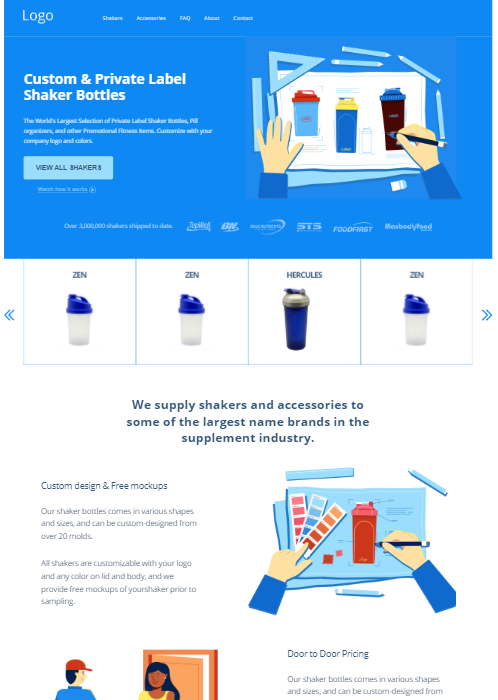 Logo
Shakers Accessories FAQ About Contact
Custom & Private Label
Shaker Bottles
The World's Largest Selection of Private Label Shaker Bottles, Pill
organizers, and other Promotional Fitness Items. Customize with your
company logo and colors.
VIEW ALL SHAKERS
Watch how it works
Over 3,000,000 shakers shipped to date.
TopWell ON. STS FOODFIRST Maxbodyfood
ZEN ZEN HERCULES ZEN
We supply shakers and accessories to
some of the largest name brands in the
supplement industry.
Custom design & Free mockups
Our shaker bottles comes in various shapes
and sizes, and can be custom-designed from
over 20 molds.
All shakers are customizable with your logo
and any color on lid and body, and we
provide free mockups of yourshaker prior to
sampling.
Door to Door Pricing
Our shaker bottles comes in various shapes
and sizes, and can be custom-designed from